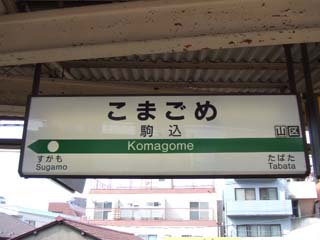 こまごめ
駒込
山区
Komagome
すがも
Sugamo
たばた
Tabata